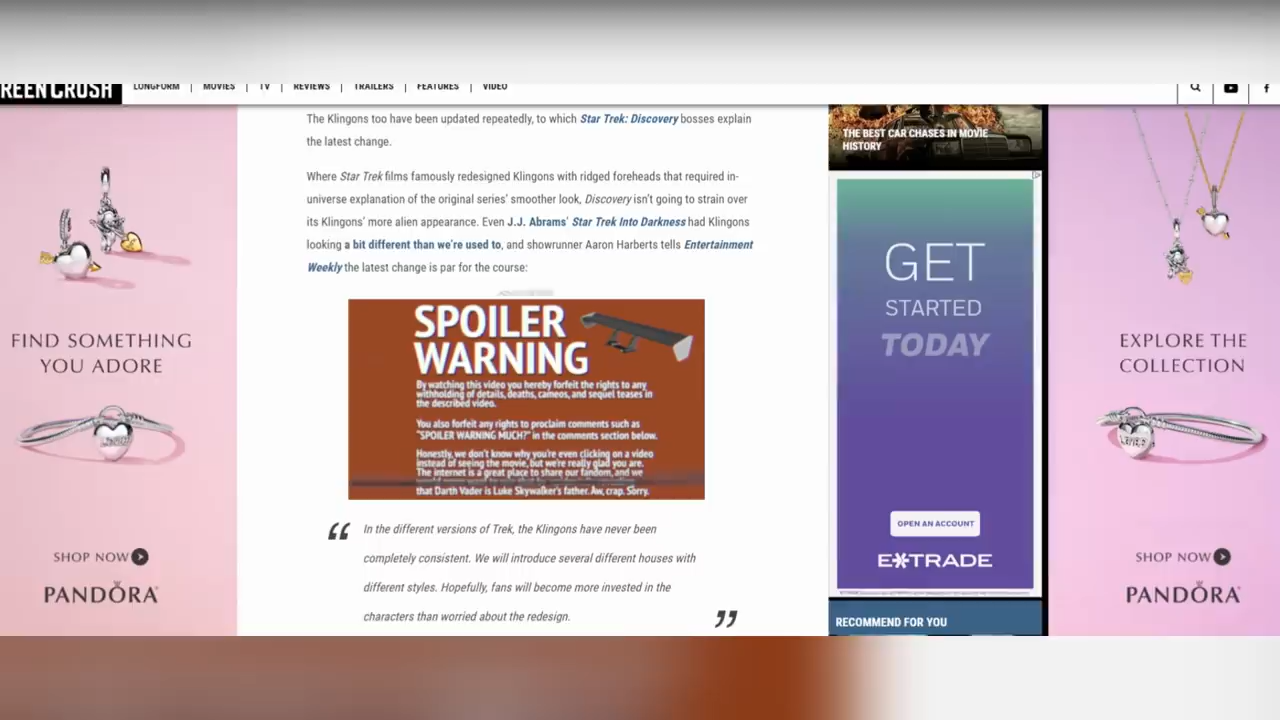 REEN CRUSH
LONGFORM | MOVIES | TV | REVIEWS | TRAILERS | FEATURES | VIDEO
The Klingons too have been updated repeatedly, to which Star Trek: Discovery bosses explain
the latest change.
Where Star Trek films famously redesigned Klingons with ridged foreheads that required in-
universe explanation of the original series' smoother look, Discovery isn't going to strain over
its Klingons' more alien appearance. Even J.J. Abrams' Star Trek Into Darkness had Klingons
looking a bit different than we're used to, and showrunner Aaron Harberts tells Entertainment
Weekly the latest change is par for the course:
SPOILER
WARNING
By watching this video you hereby forfeit the rights to any
withholding of details, deaths, cameos, and sequel teases in
the described video.
You also forfeit any rights to proclaim comments such as
"SPOILER WARNING MUCH?" in the comments section below.
Honestly, we don't know why you're even clicking on a video
instead of seeing the movie, but we're really glad you are.
The internet is a great place to share our fandom, and we
that Darth Vader is Luke Skywalker's father. Aw, crap. Sorry.
“ In the different versions of Trek, the Klingons have never been
completely consistent. We will introduce several different houses with
different styles. Hopefully, fans will become more invested in the
characters than worried about the redesign. ”
FIND SOMETHING
YOU ADORE
SHOP NOW
PANDÖRA
THE BEST CAR CHASES IN MOVIE
HISTORY
GET
STARTED
TODAY
OPEN AN ACCOUNT
E*TRADE
RECOMMEND FOR YOU
EXPLORE THE
COLLECTION
SHOP NOW
PANDÖRA